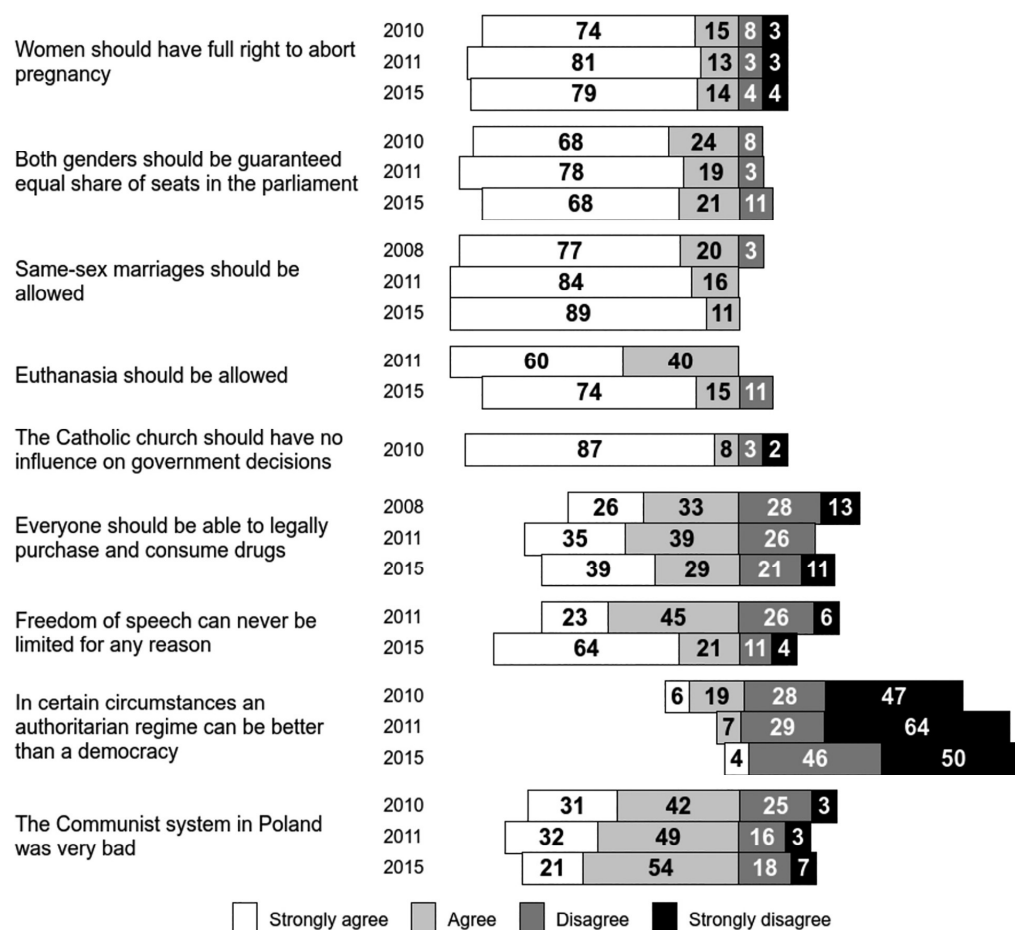 2010 74 15 8 3
Women should have full right to abort
pregnancy
2011 81 13 3 3
2015 79 14 4 4
2010 68 24 8
Both genders should be guaranteed
equal share of seats in the parliament
2011 78 19 3
2015 68 21 11
2008 77 20 3
Same-sex marriages should be
allowed
2011 84 16
2015 89 11
2011 60 40
Euthanasia should be allowed
2015 74 15 11
The Catholic church should have no
influence on government decisions
2010 87 8 3 2
2008 26 33 28 13
Everyone should be able to legally
purchase and consume drugs
2011 35 39 26
2015 39 29 21 11
2011 23 45 26 6
Freedom of speech can never be
limited for any reason
2015 64 21 11 4
2010 6 19 28 47
In certain circumstances an
authoritarian regime can be better
than a democracy
2011 7 29 64
2015 4 46 50
2010 31 42 25 3
The Communist system in Poland
was very bad
2011 32 49 16 3
2015 21 54 18 7
Strongly agree Agree Disagree Strongly disagree